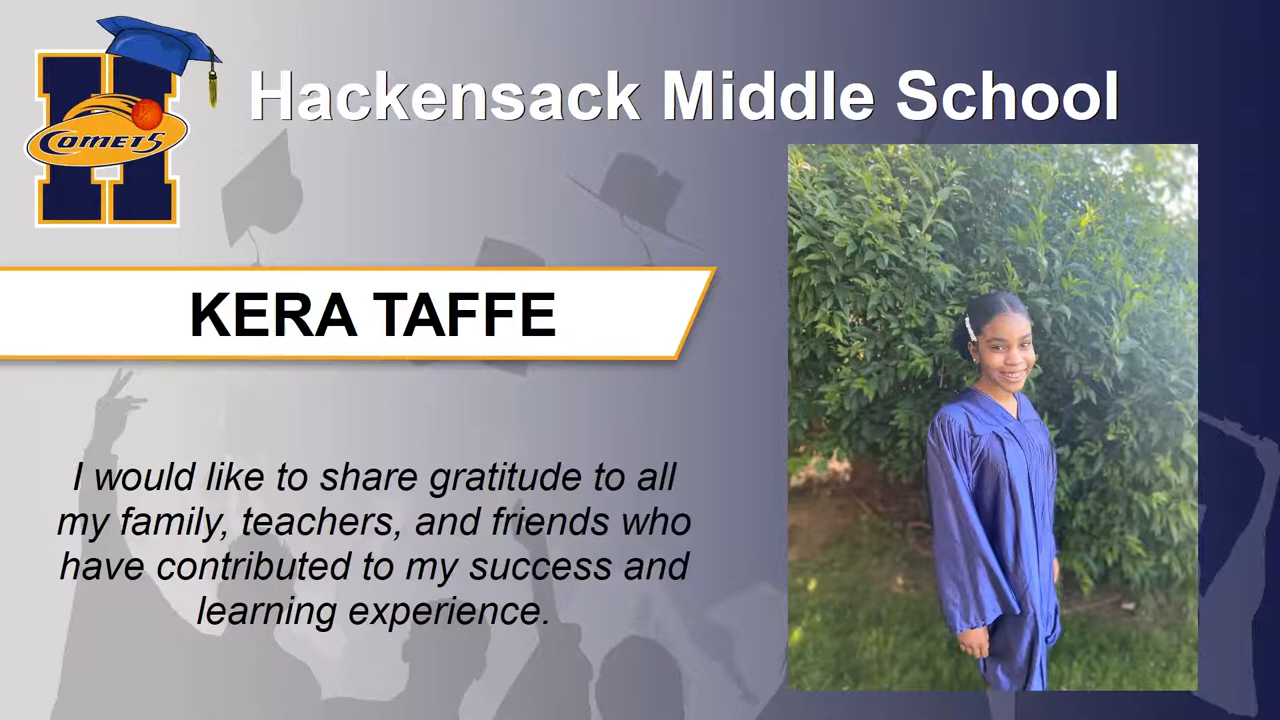 COMETS
Hackensack Middle School
KERA TAFFE
I would like to share gratitude to all
my family, teachers, and friends who
have contributed to my success and
learning experience.